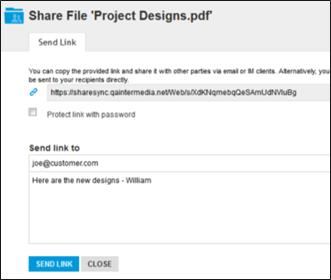 Share File 'Project Designs.pdf'
Send Link
You can copy the provided link and share it with other parties via email or IM clients. Alternatively, you
be sent to your recipients directly.
https://sharesync.qaintermedia.net/Web/s/XdKNqmebqQeSAmUdNVIuBg
Protect link with password
Send link to
joe@customer.com
Here are the new designs - William
SEND LINK CLOSE